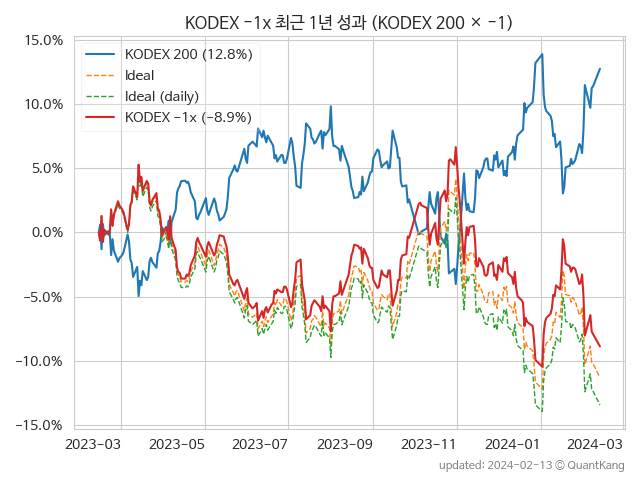 KODEX −1x 최근 1년 성과 (KODEX 200 × −1)
15.0%
10.0%
5.0%
0.0%
−5.0%
−10.0%
−15.0%
KODEX 200 (12.8%)
Ideal
Ideal (daily)
KODEX −1x (−8.9%)
2023-03 2023-05 2023-07 2023-09 2023-11 2024-01 2024-03
updated: 2024-02-13 ⓒ QuantKang